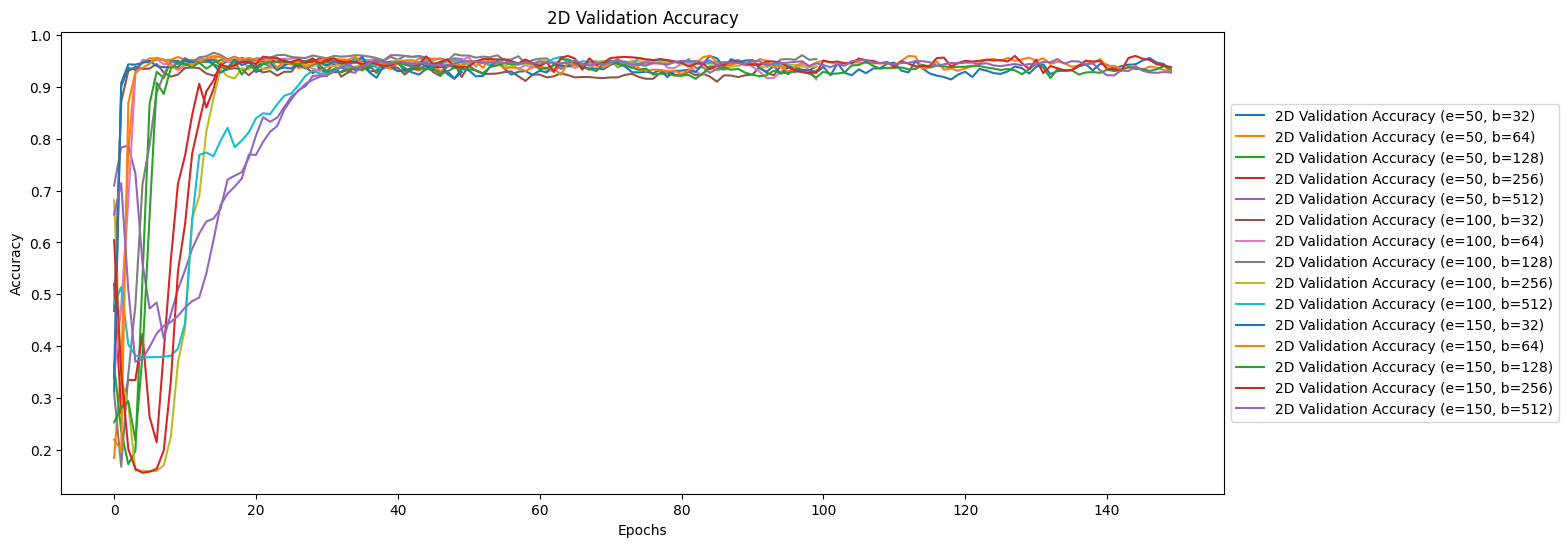 2D Validation Accuracy
1.0
0.9
0.8
0.7
0.6
0.5
0.4
0.3
0.2
Accuracy
0 20 40 60 80 100 120 140
Epochs
2D Validation Accuracy (e=50, b=32)
2D Validation Accuracy (e=50, b=64)
2D Validation Accuracy (e=50, b=128)
2D Validation Accuracy (e=50, b=256)
2D Validation Accuracy (e=50, b=512)
2D Validation Accuracy (e=100, b=32)
2D Validation Accuracy (e=100, b=64)
2D Validation Accuracy (e=100, b=128)
2D Validation Accuracy (e=100, b=256)
2D Validation Accuracy (e=100, b=512)
2D Validation Accuracy (e=150, b=32)
2D Validation Accuracy (e=150, b=64)
2D Validation Accuracy (e=150, b=128)
2D Validation Accuracy (e=150, b=256)
2D Validation Accuracy (e=150, b=512)